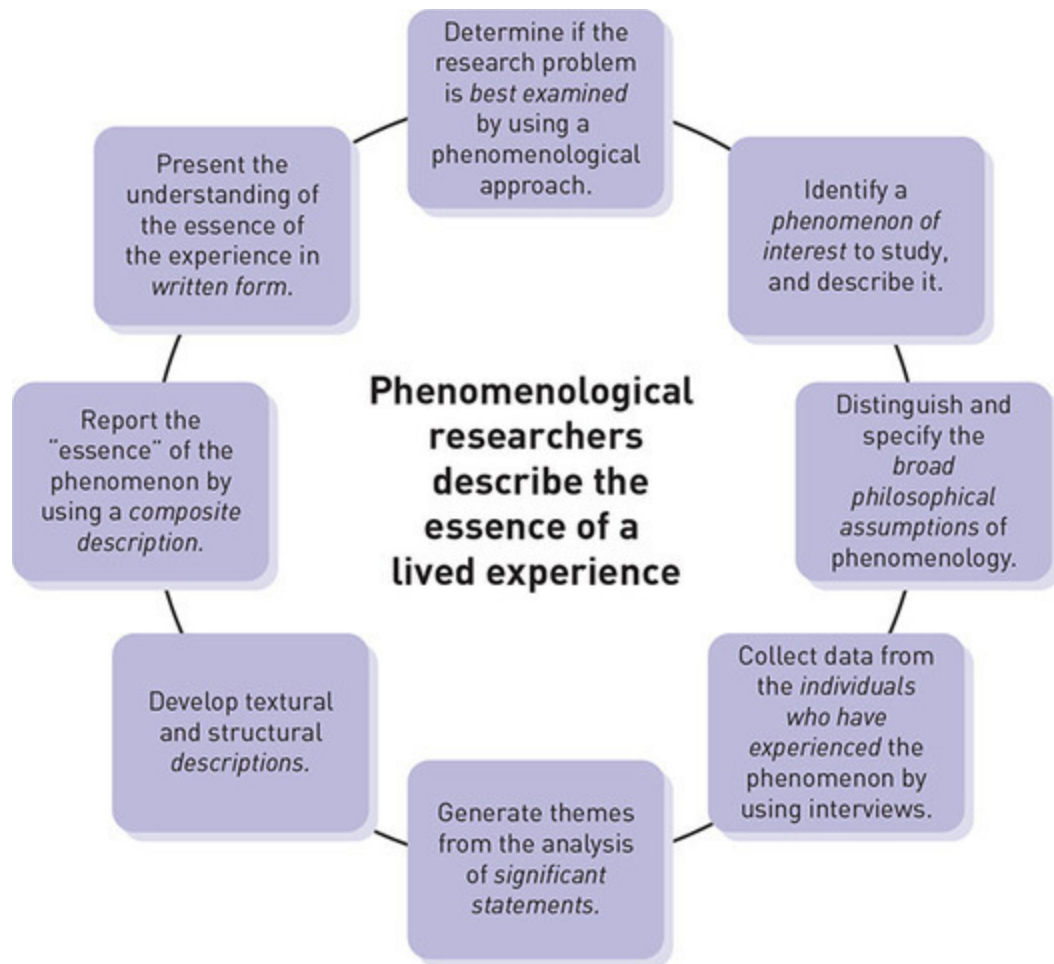 Determine if the
research problem
is best examined
by using a
phenomenological
approach.
Identify a
phenomenon of
interest to study,
and describe it.
Distinguish and
specify the
broad
philosophical
assumptions of
phenomenology.
Collect data from
the individuals
who have
experienced the
phenomenon by
using interviews.
Generate themes
from the analysis
of significant
statements.
Develop textural
and structural
descriptions.
Report the
"essence" of the
phenomenon by
using a composite
description.
Present the
understanding of
the essence of
the experience in
written form.
Phenomenological
researchers
describe the
essence of a
lived experience